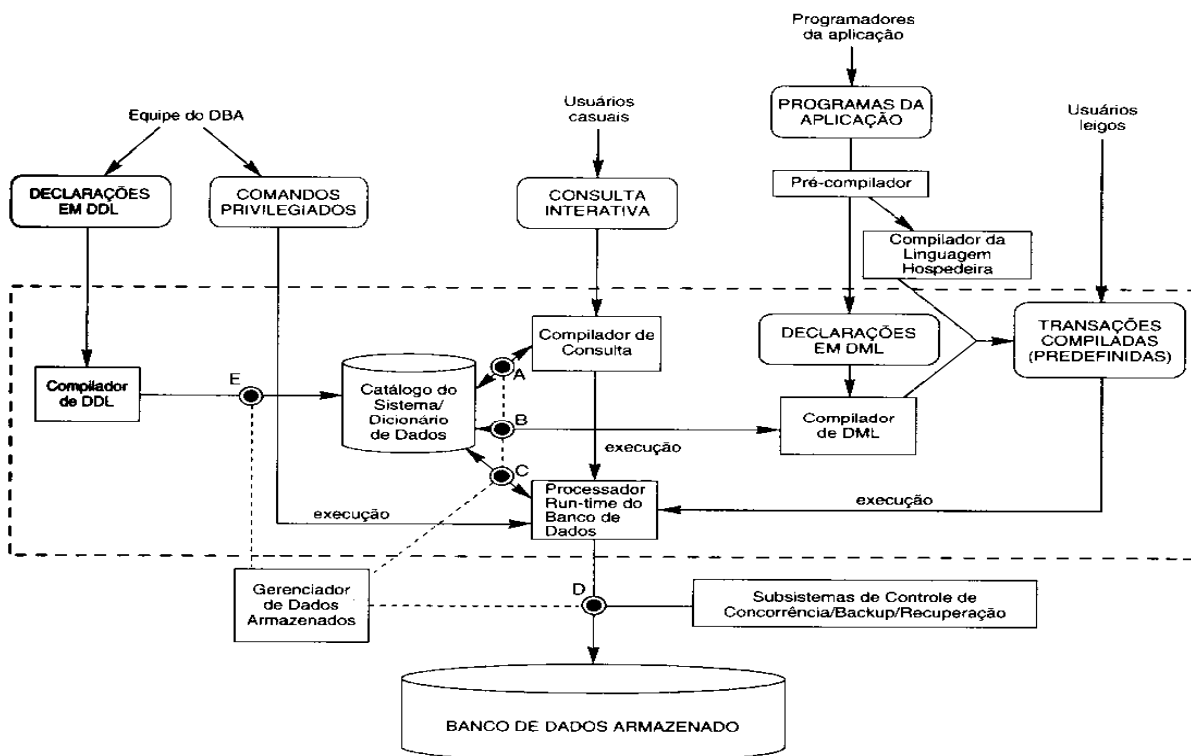 Programadores
da aplicação
Equipe do DBA
Usuários
casuais
PROGRAMAS DA
APLICAÇÃO
Usuários
leigos
DECLARAÇÕES
EM DDL
COMANDOS
PRIVILEGIADOS
CONSULTA
INTERATIVA
Pré-compilador
Compilador da
Linguagem
Hospedeira
Compilador de
Consulta
DECLARAÇÕES
EM DML
TRANSAÇÕES
COMPILADAS
(PREDEFINIDAS)
Compilador
de DDL
E
Catálogo do
Sistema/
Dicionário
de Dados
A
B
C
Compilador
de DML
execução
Processador
Run-time do
Banco de
Dados
execução
execução
Gerenciador
de Dados
Armazenados
D
Subsistemas de Controle de
Concorrência/Backup/Recuperação
BANCO DE DADOS ARMAZENADO